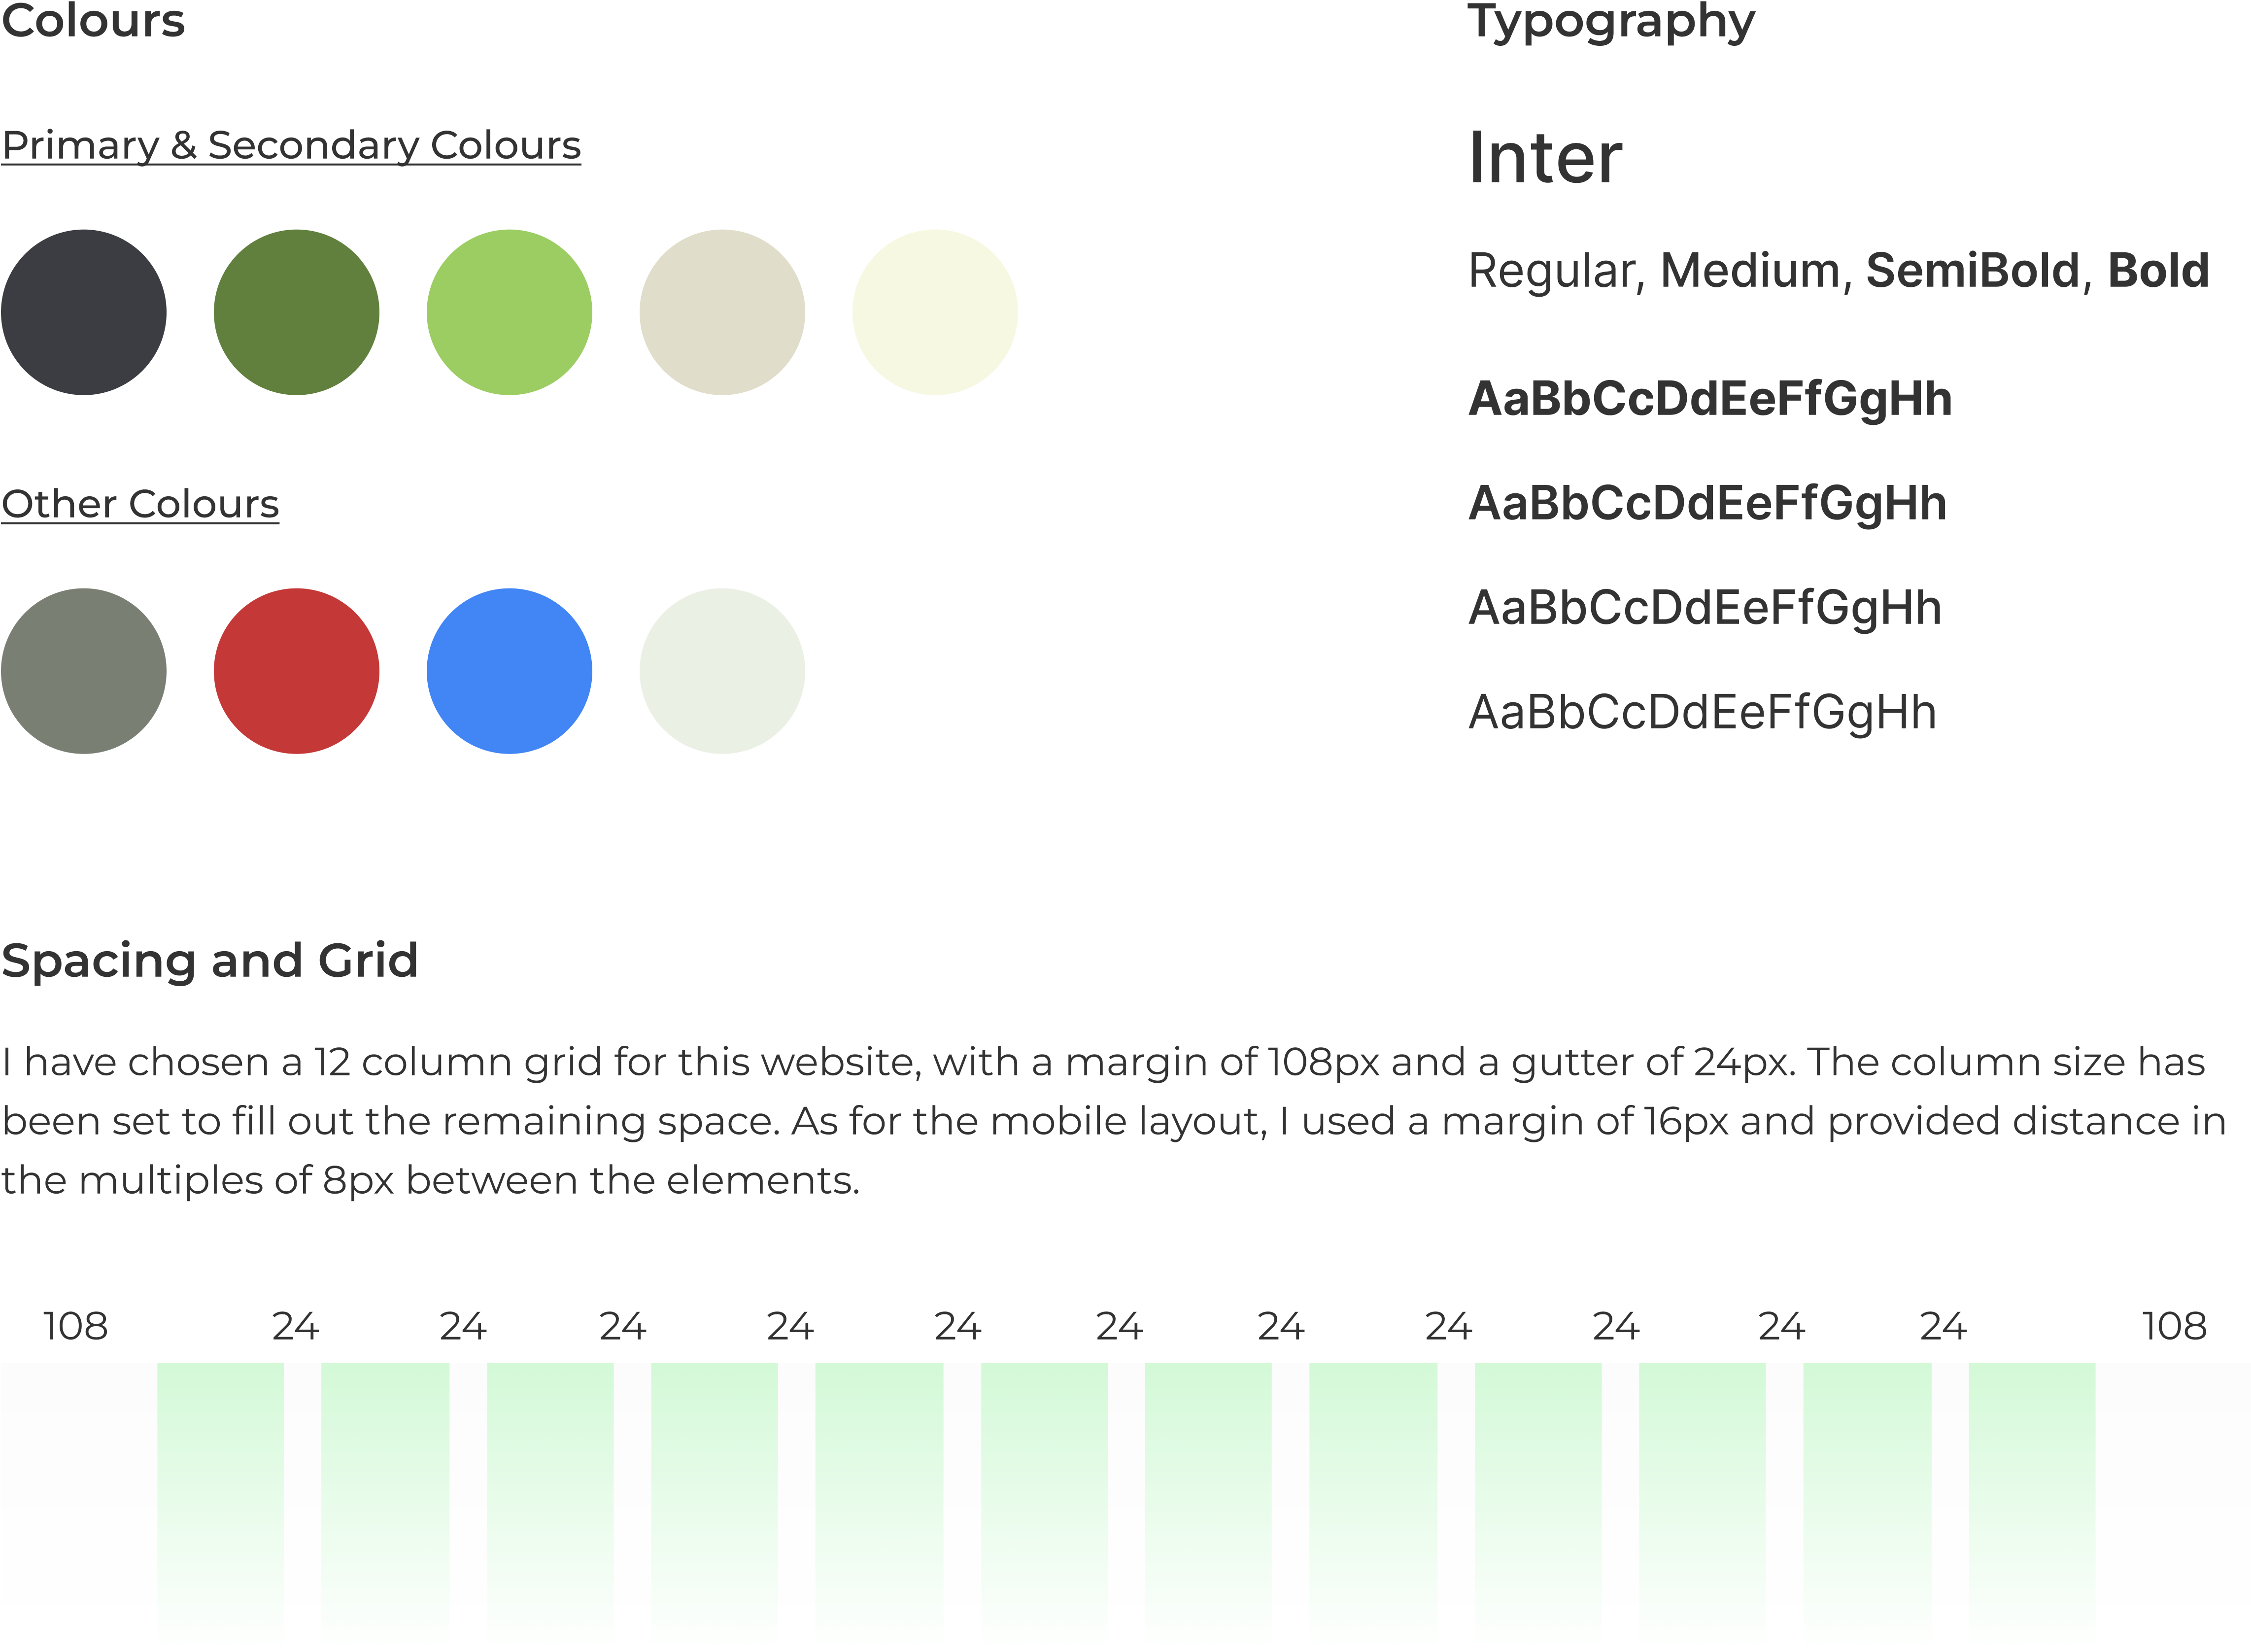 Colours
Primary & Secondary Colours
Other Colours
Typography
Inter
Regular, Medium, SemiBold, Bold
AaBbCcDdEeFfGgHh
AaBbCcDdEeFfGgHh
AaBbCcDdEeFfGgHh
AaBbCcDdEeFfGgHh
Spacing and Grid
I have chosen a 12 column grid for this website, with a margin of 108px and a gutter of 24px. The column size has
been set to fill out the remaining space. As for the mobile layout, I used a margin of 16px and provided distance in
the multiples of 8px between the elements.
108 24 24 24 24 24 24 24 24 24 24 24 108